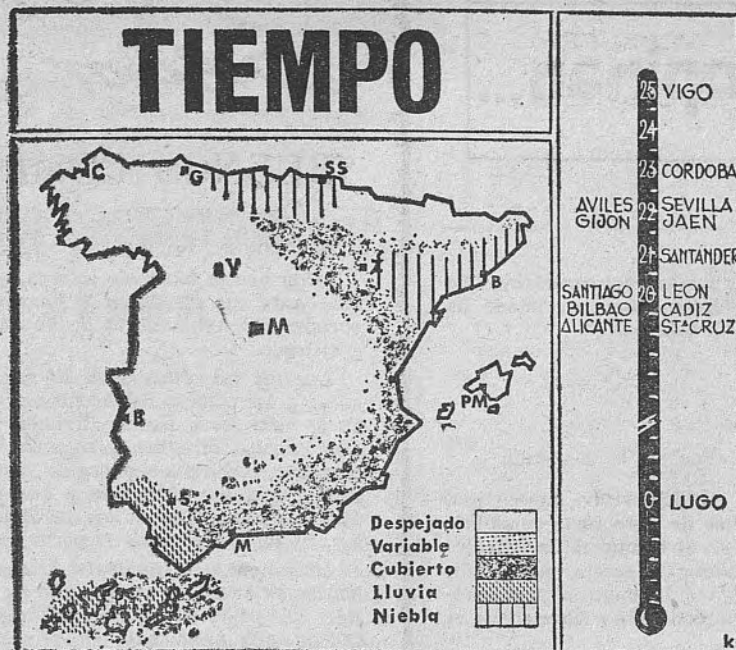 TIEMPO
C
G
SS
V
Z
B
M
PM
B
S
M
Despejado
Variable
Cubierto
Lluvia
Niebla
25 VIGO
24
23 CORDOBA
AVILES 22 SEVILLA
GIJON JAEN
21 SANTANDER
SANTIAGO 20 LEON
BILBAO CADIZ
ALICANTE STA CRUZ
0 LUGO
k